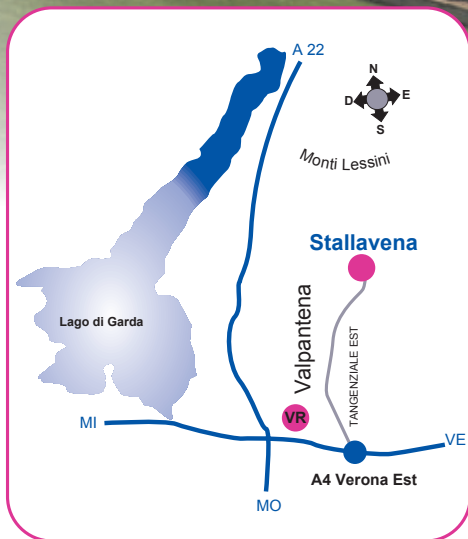 A 22
N
D
E
S
Monti Lessini
Stallavena
Lago di Garda
Valpantena
TANGENZIALE EST
VR
MI
VE
A4 Verona Est
MO